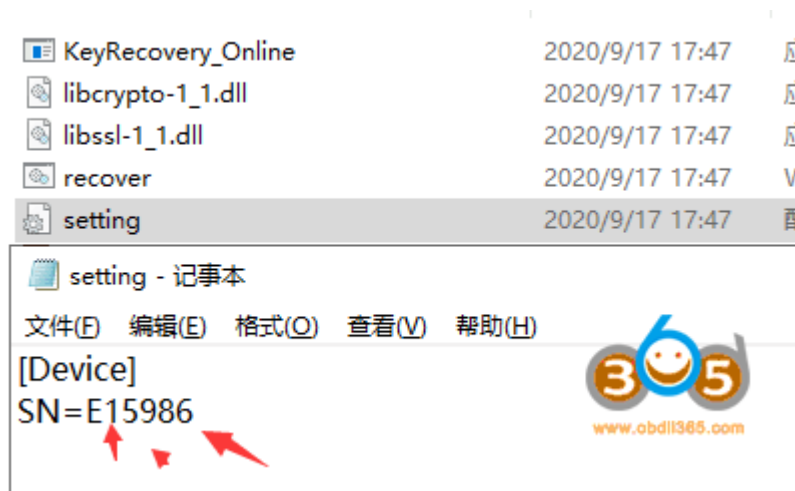 KeyRecovery_Online 2020/9/17 17:47
libcrypto-1_1.dll 2020/9/17 17:47
libssl-1_1.dll 2020/9/17 17:47
recover 2020/9/17 17:47
setting 2020/9/17 17:47
setting - 记事本
文件(F) 编辑(E) 格式(O) 查看(V) 帮助(H)
[Device]
SN=E15986
365
www.obdii365.com